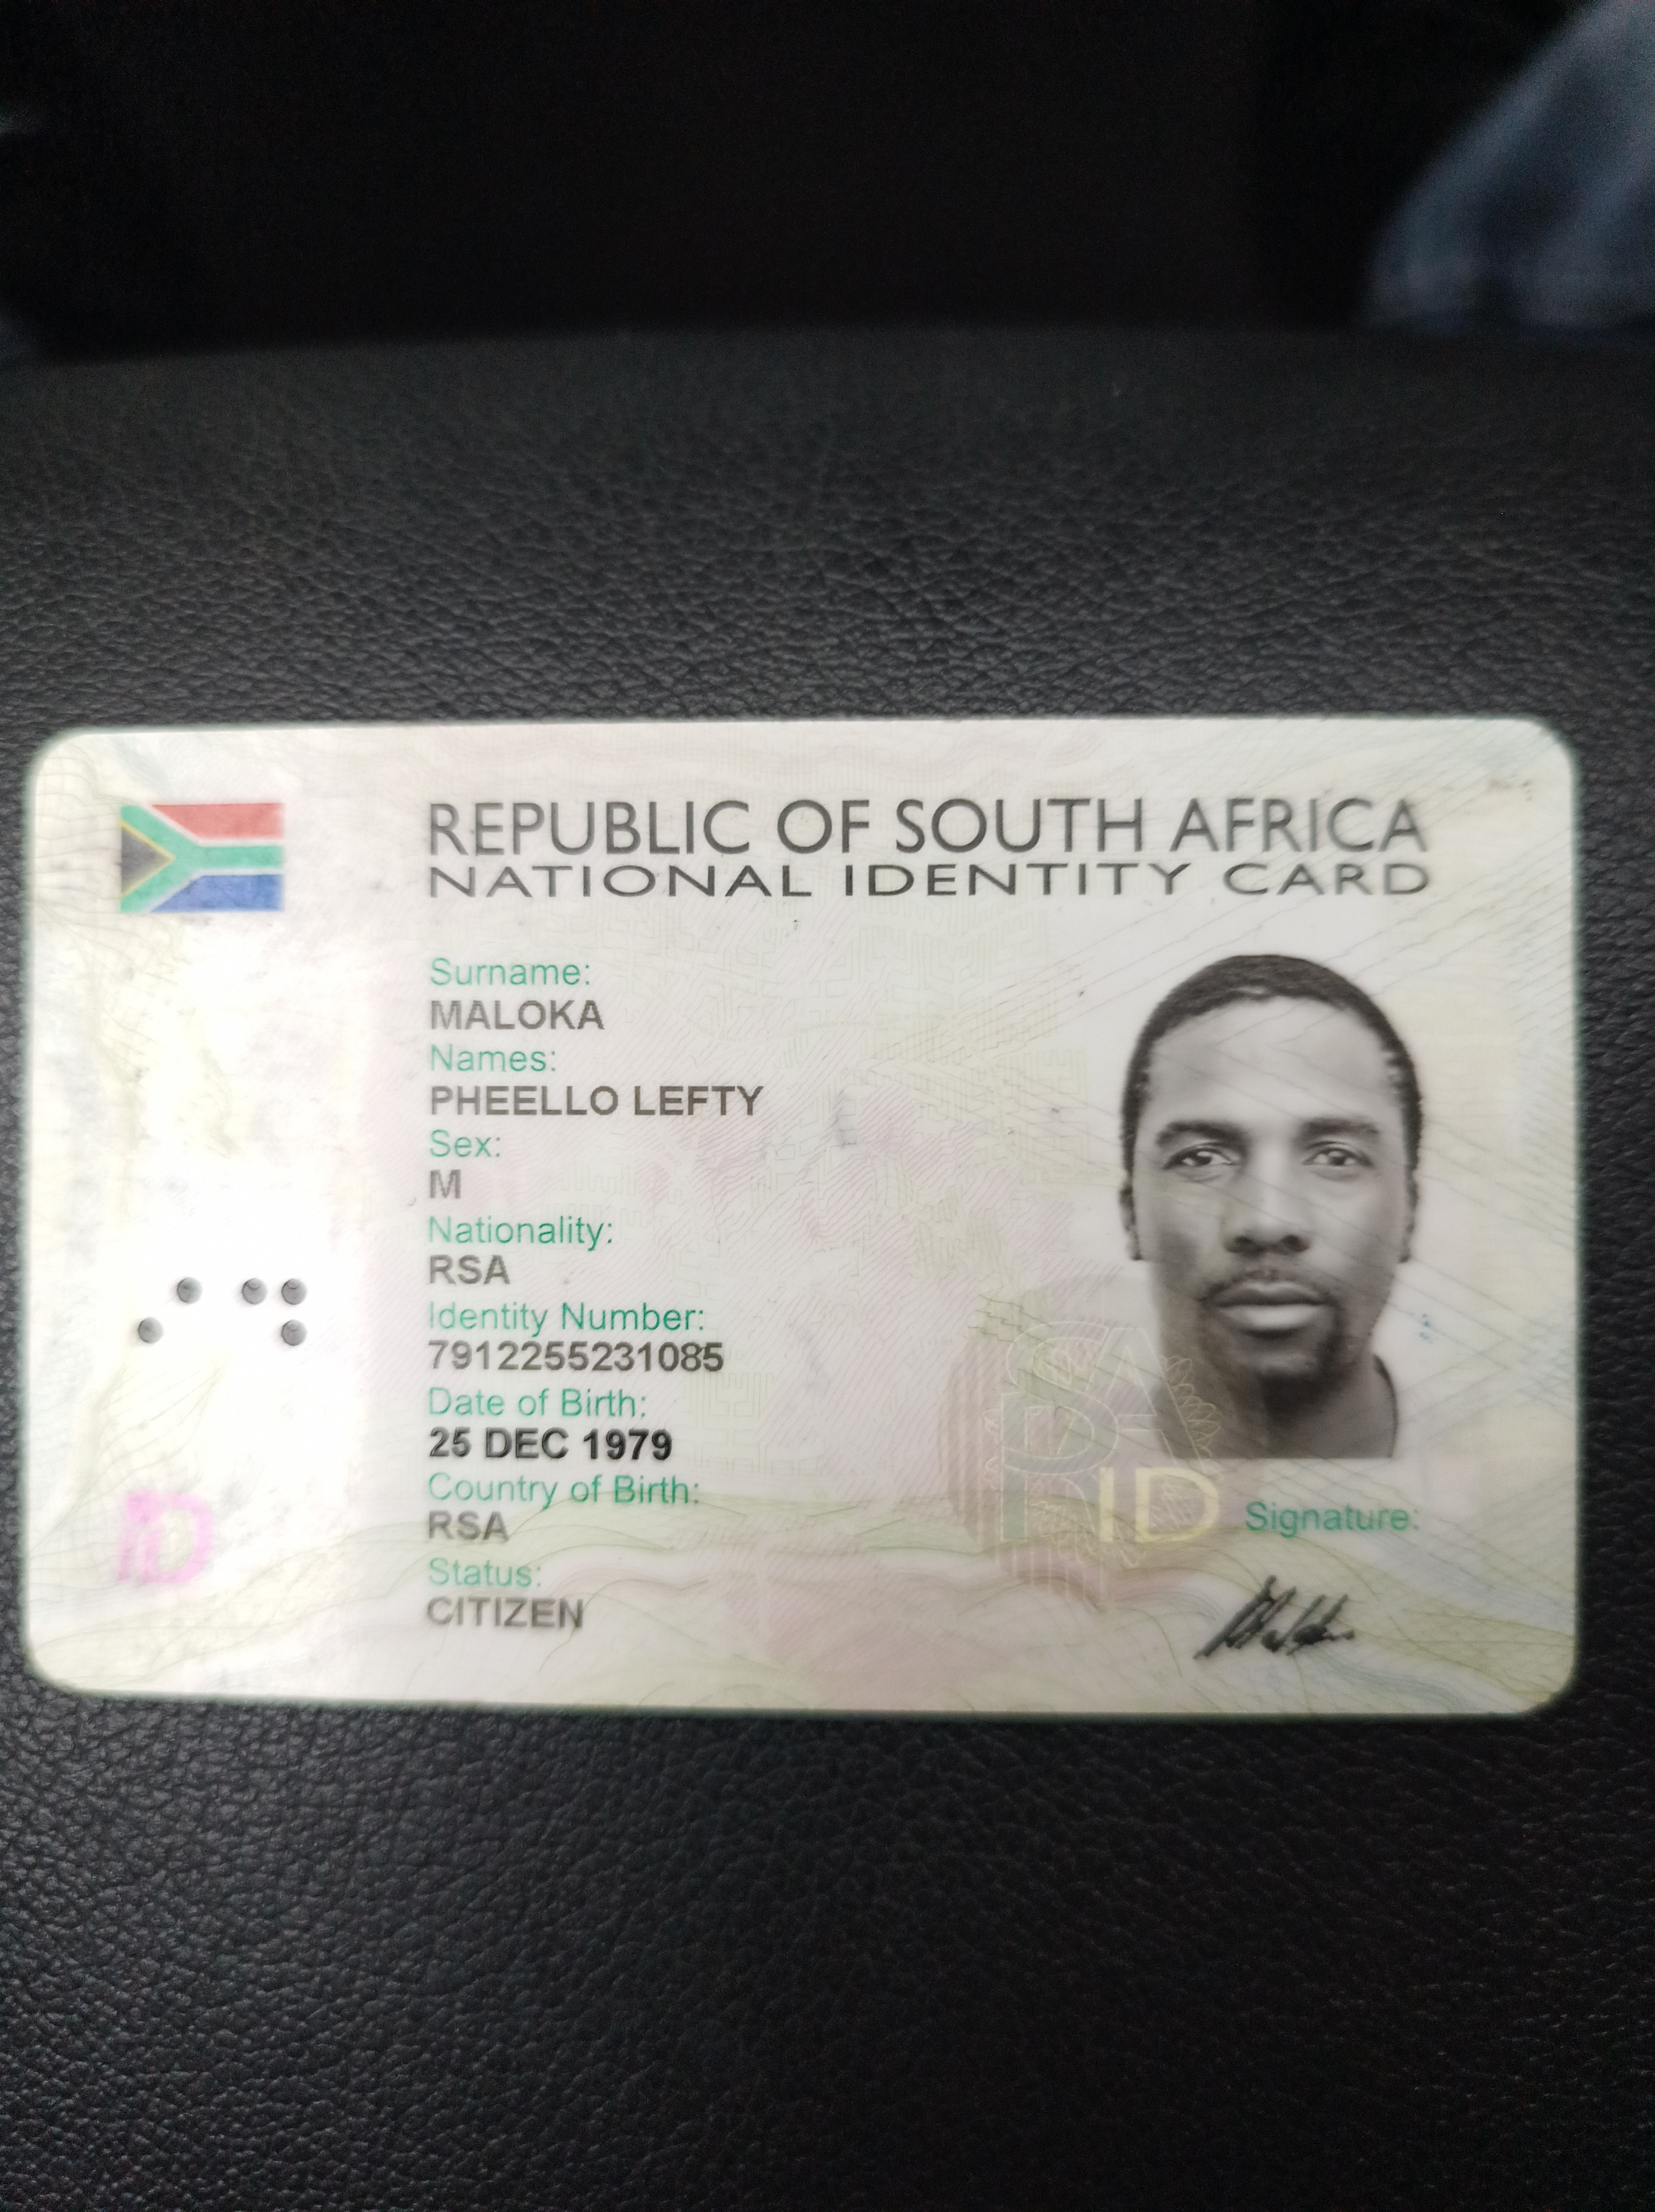 REPUBLIC OF SOUTH AFRICA
NATIONAL IDENTITY CARD
Surname:
MALOKA
Names:
PHEELLO LEFTY
Sex:
M
Nationality:
RSA
Identity Number:
7912255231085
Date of Birth:
25 DEC 1979
Country of Birth:
RSA
Status:
CITIZEN
iD
ID
Signature: